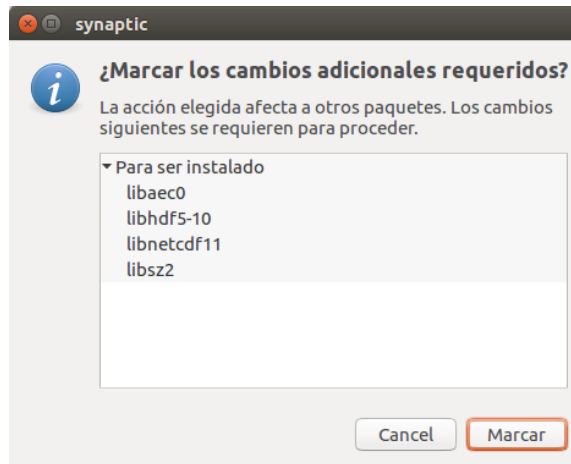 synaptic
¿Marcar los cambios adicionales requeridos?
La acción elegida afecta a otros paquetes. Los cambios
siguientes se requieren para proceder.
Para ser instalado
libaec0
libhdf5-10
libnetcdf11
libsz2
Cancel
Marcar